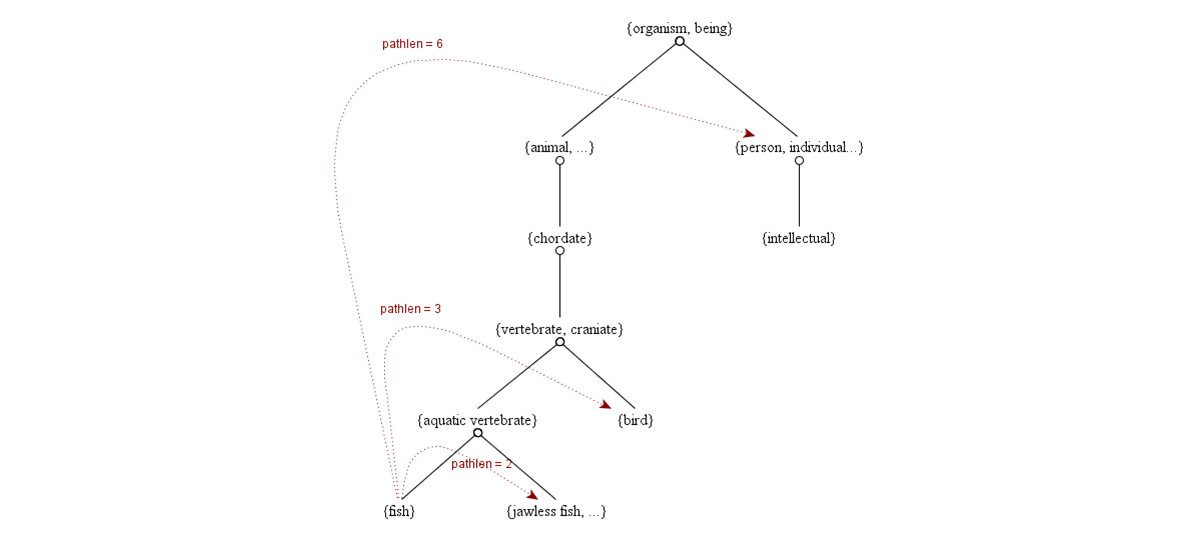 {organism, being}
pathlen = 6
{animal, ...}
{person, individual...}
{chordate}
{intellectual}
pathlen = 3
{vertebrate, craniate}
{aquatic vertebrate}
{bird}
pathlen = 2
{fish}
{jawless fish, ...}